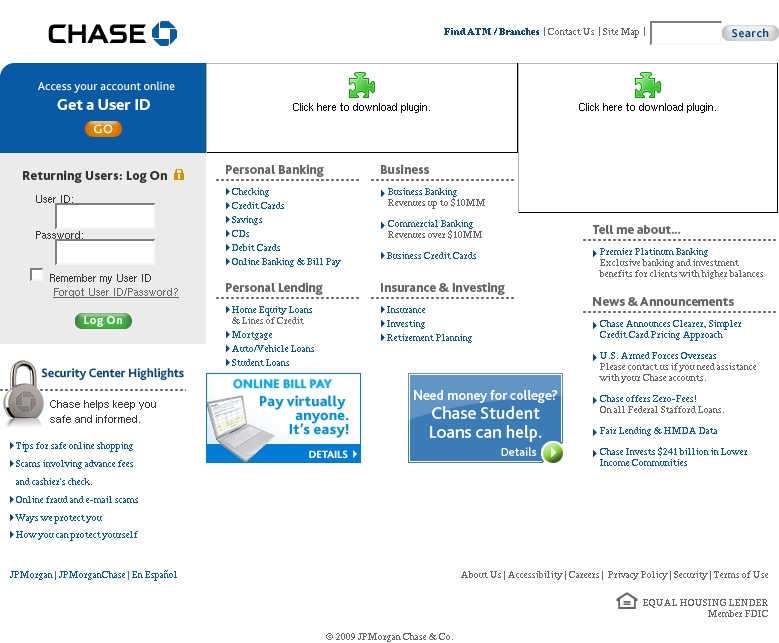 CHASE
Find ATM / Branches | Contact Us | Site Map |
Search
Access your account online
Get a User ID
GO
Click here to download plugin.
Click here to download plugin.
Returning Users: Log On
User ID:
Password:
Remember my User ID
Forgot User ID/Password?
Log On
Security Center Highlights
Chase helps keep you
safe and informed.
Tips for safe online shopping
Scams involving advance fees
and cashier's check.
Online fraud and e-mail scams
Ways we protect you
How you can protect yourself
Personal Banking
Checking
Credit Cards
Savings
CDs
Debit Cards
Online Banking & Bill Pay
Personal Lending
Home Equity Loans
& Lines of Credit
Mortgage
Auto/Vehicle Loans
Student Loans
Business
Business Banking
Revenues up to $10MM
Commercial Banking
Revenues over $10MM
Business Credit Cards
Insurance & Investing
Insurance
Investing
Retirement Planning
ONLINE BILL PAY
Pay virtually
anyone.
It's easy!
DETAILS
Need money for college?
Chase Student
Loans can help.
Details
Tell me about...
Premier Platinum Banking
Exclusive banking and investment
benefits for clients with higher balances
News & Announcements
Chase Announces Clearer, Simpler
Credit Card Pricing Approach
U.S. Armed Forces Overseas
Please contact us if you need assistance
with your Chase accounts.
Chase offers Zero-Fees!
On all Federal Stafford Loans.
Fair Lending & HMDA Data
Chase Invests $241 billion in Lower
Income Communities
JPMorgan | JPMorganChase | En Español
About Us | Accessibility | Careers | Privacy Policy | Security | Terms of Use
EQUAL HOUSING LENDER
Member FDIC
© 2009 JPMorgan Chase & Co.